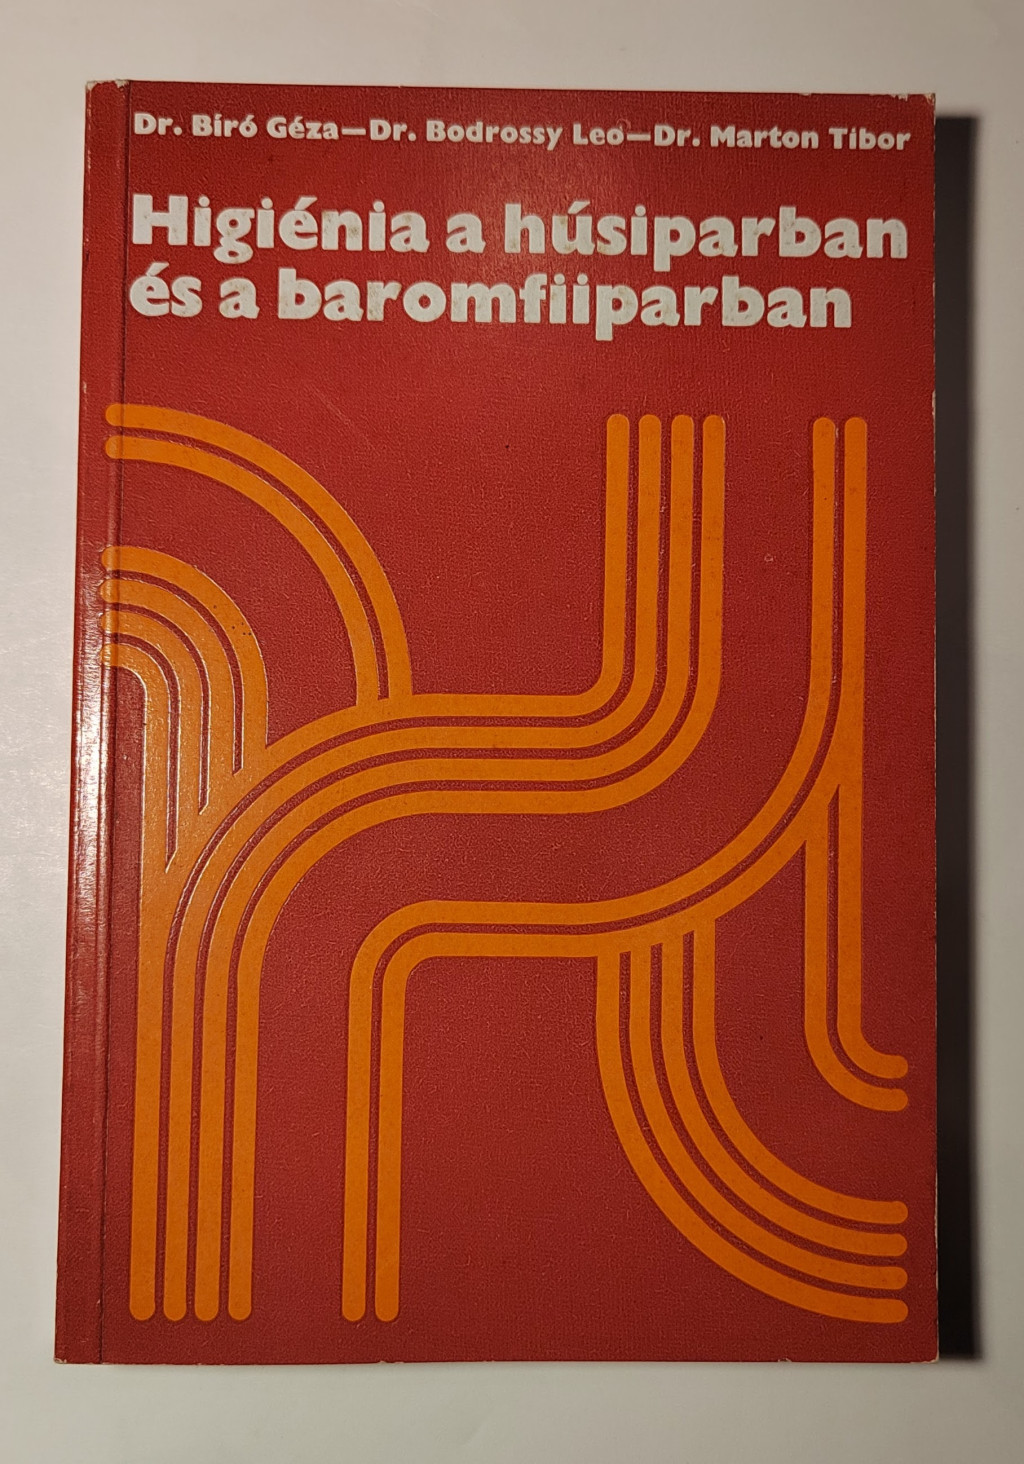 Dr. Bíró Géza—Dr. Bodrossy Leo—Dr. Marton Tibor
Higiénia a húsiparban
és a baromfiiparban